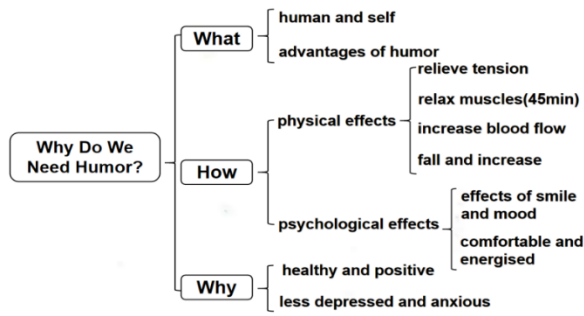 Why Do We
Need Humor?
What
human and self
advantages of humor
How
physical effects
relieve tension
relax muscles(45min)
increase blood flow
fall and increase
psychological effects
effects of smile
and mood
comfortable and
energised
Why
healthy and positive
less depressed and anxious